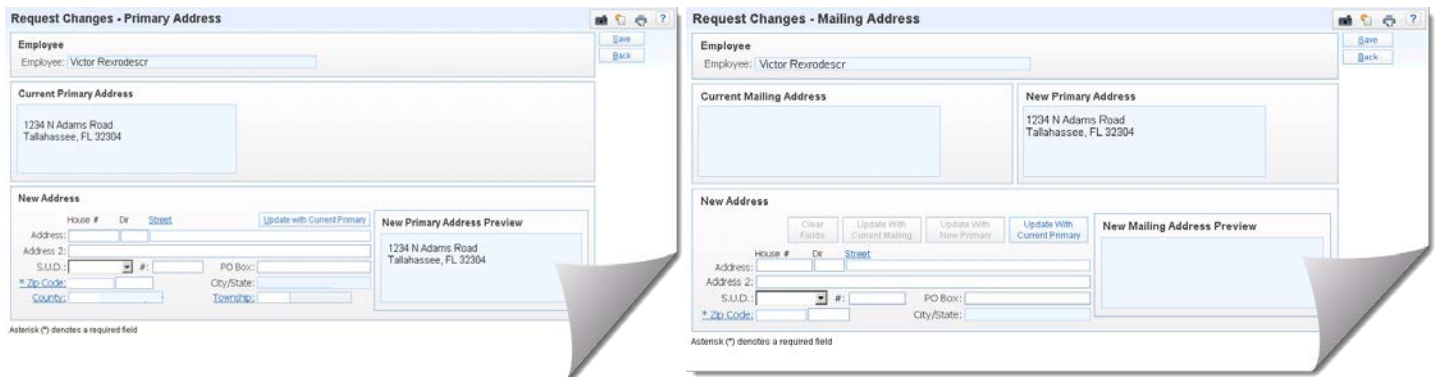 Request Changes - Primary Address
?
Save
Back
Employee
Employee: Victor Rexrodescr
Current Primary Address
1234 N Adams Road
Tallahassee, FL 32304
New Address
House # Dir Street
Update with Current Primary
Address:
Address 2:
S.U.D.: #: PO Box:
* Zip Code: City/State:
County: Township:
New Primary Address Preview
1234 N Adams Road
Tallahassee, FL 32304
Asterisk (*) denotes a required field
Request Changes - Mailing Address
?
Save
Back
Employee
Employee: Victor Rexrodescr
Current Mailing Address
New Primary Address
1234 N Adams Road
Tallahassee, FL 32304
New Address
Clear Fields
Update With Current Mailing
Update With New Primary
Update With Current Primary
House # Dir Street
Address:
Address 2:
S.U.D.: #: PO Box:
* Zip Code: City/State:
New Mailing Address Preview
Asterisk (*) denotes a required field